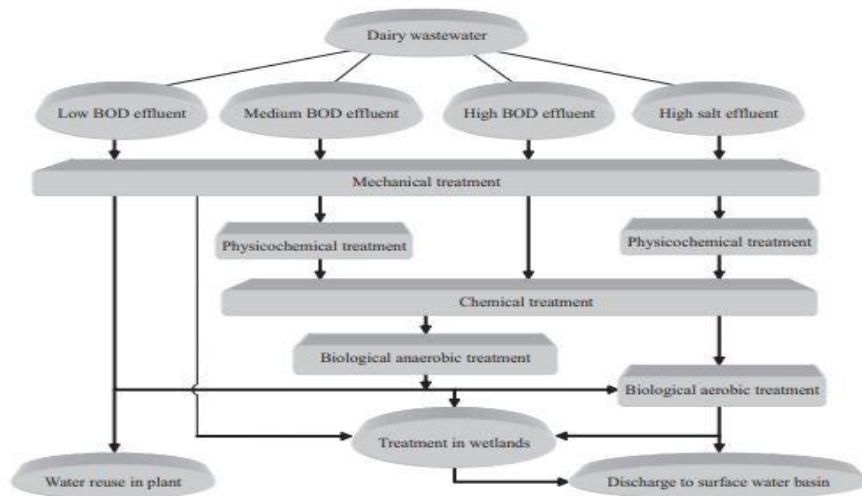 Dairy wastewater
Low BOD effluent
Medium BOD effluent
High BOD effluent
High salt effluent
Mechanical treatment
Physicochemical treatment
Physicochemical treatment
Chemical treatment
Biological anaerobic treatment
Biological aerobic treatment
Treatment in wetlands
Water reuse in plant
Discharge to surface water basin